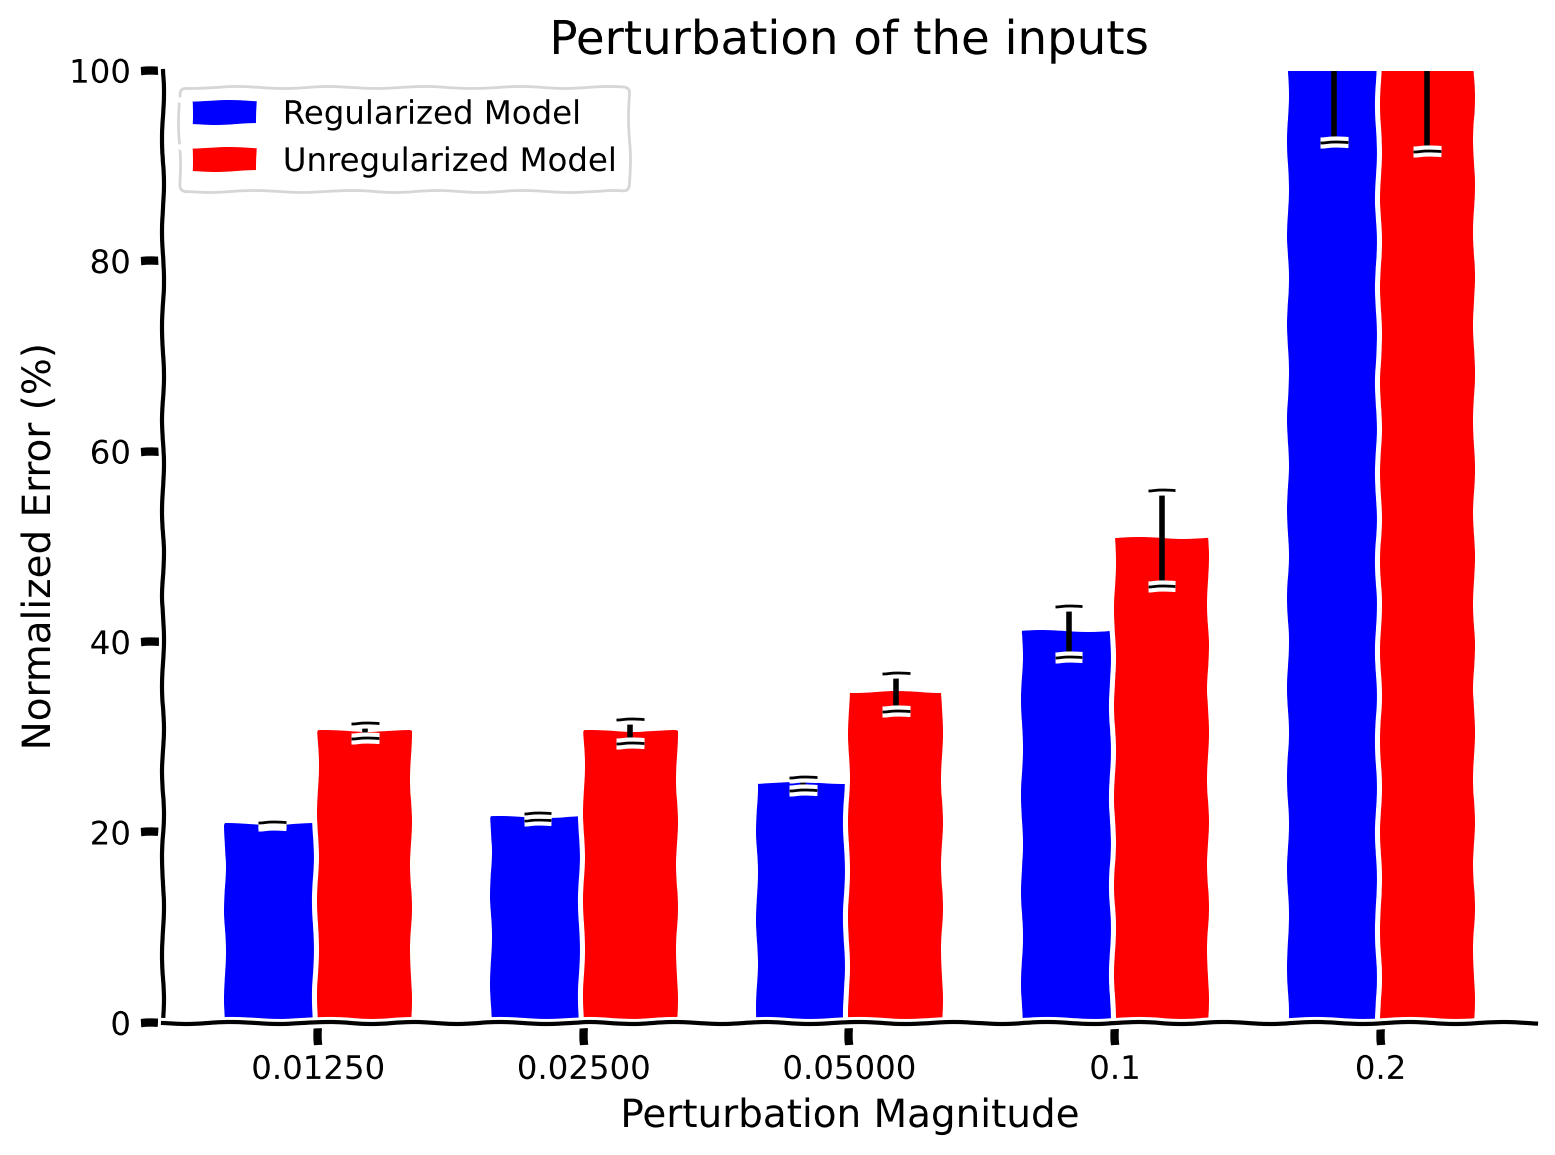 Perturbation of the inputs
Regularized Model
Unregularized Model
Normalized Error (%)
100
80
60
40
20
0
0.01250 0.02500 0.05000 0.1 0.2
Perturbation Magnitude